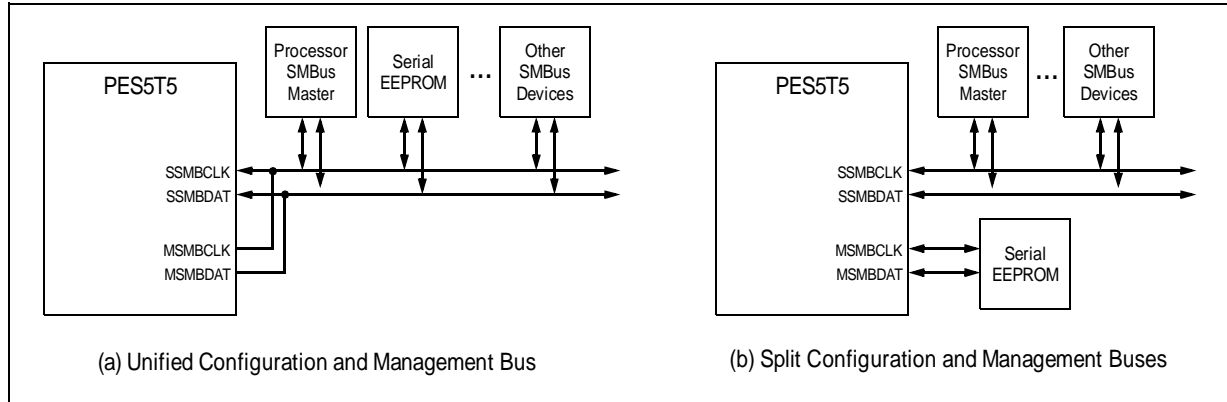 PES5T5
Processor
SMBus
Master
Serial
EEPROM
...
Other
SMBus
Devices
SSMBCLK
SSMBDAT
MSMBCLK
MSMBDAT
(a) Unified Configuration and Management Bus
PES5T5
Processor
SMBus
Master
...
Other
SMBus
Devices
SSMBCLK
SSMBDAT
MSMBCLK
MSMBDAT
Serial
EEPROM
(b) Split Configuration and Management Buses